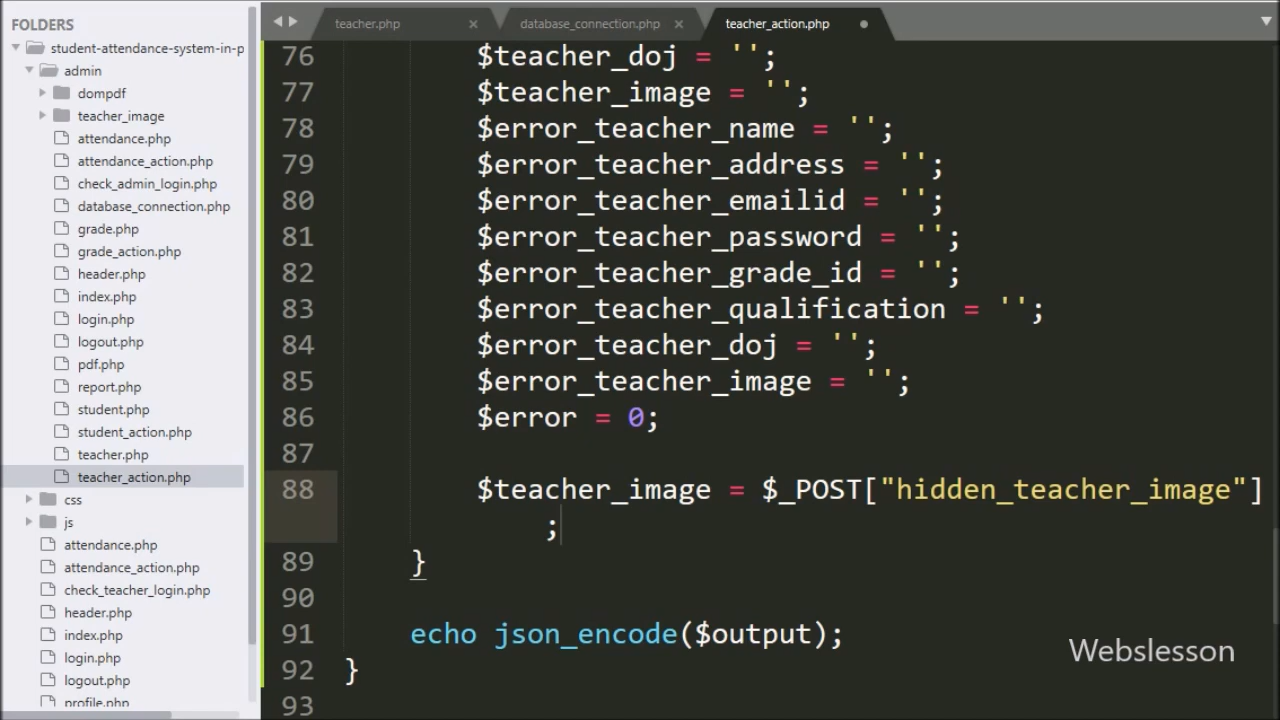 FOLDERS
student-attendance-system-in-p
admin
dompdf
teacher_image
attendance.php
attendance_action.php
check_admin_login.php
database_connection.php
grade.php
grade_action.php
header.php
index.php
login.php
logout.php
pdf.php
report.php
student.php
student_action.php
teacher.php
teacher_action.php
css
js
attendance.php
attendance_action.php
check_teacher_login.php
header.php
index.php
login.php
logout.php
profile.php
teacher.php × database_connection.php × teacher_action.php
76 $teacher_doj = '';
77 $teacher_image = '';
78 $error_teacher_name = '';
79 $error_teacher_address = '';
80 $error_teacher_emailid = '';
81 $error_teacher_password = '';
82 $error_teacher_grade_id = '';
83 $error_teacher_qualification = '';
84 $error_teacher_doj = '';
85 $error_teacher_image = '';
86 $error = 0;
87
88 $teacher_image = $_POST["hidden_teacher_image"]
;
89 }
90
91 echo json_encode($output);
92 }
93
Webslesson